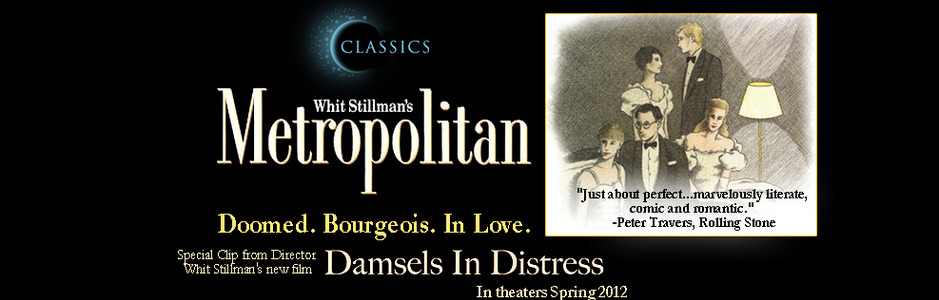 CLASSICS
Whit Stillman's
Metropolitan
"Just about perfect...marvelously literate,
comic and romantic."
-Peter Travers, Rolling Stone
Doomed. Bourgeois. In Love.
Special Clip from Director
Whit Stillman's new film
Damsels In Distress
In theaters Spring 2012